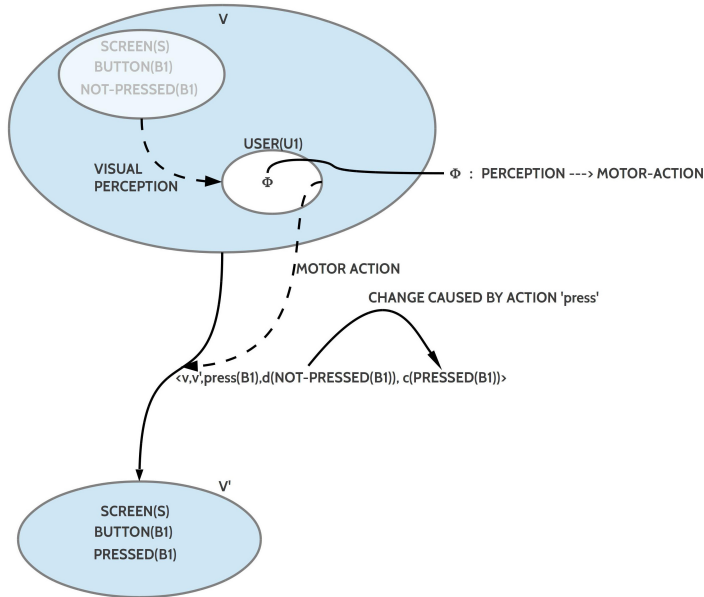 V
SCREEN(S)
BUTTON(B1)
NOT-PRESSED(B1)
USER(U1)
VISUAL
PERCEPTION
Φ
Φ : PERCEPTION ---> MOTOR-ACTION
MOTOR ACTION
CHANGE CAUSED BY ACTION 'press'
<v,v',press(B1),d(NOT-PRESSED(B1)), c(PRESSED(B1))>
V'
SCREEN(S)
BUTTON(B1)
PRESSED(B1)